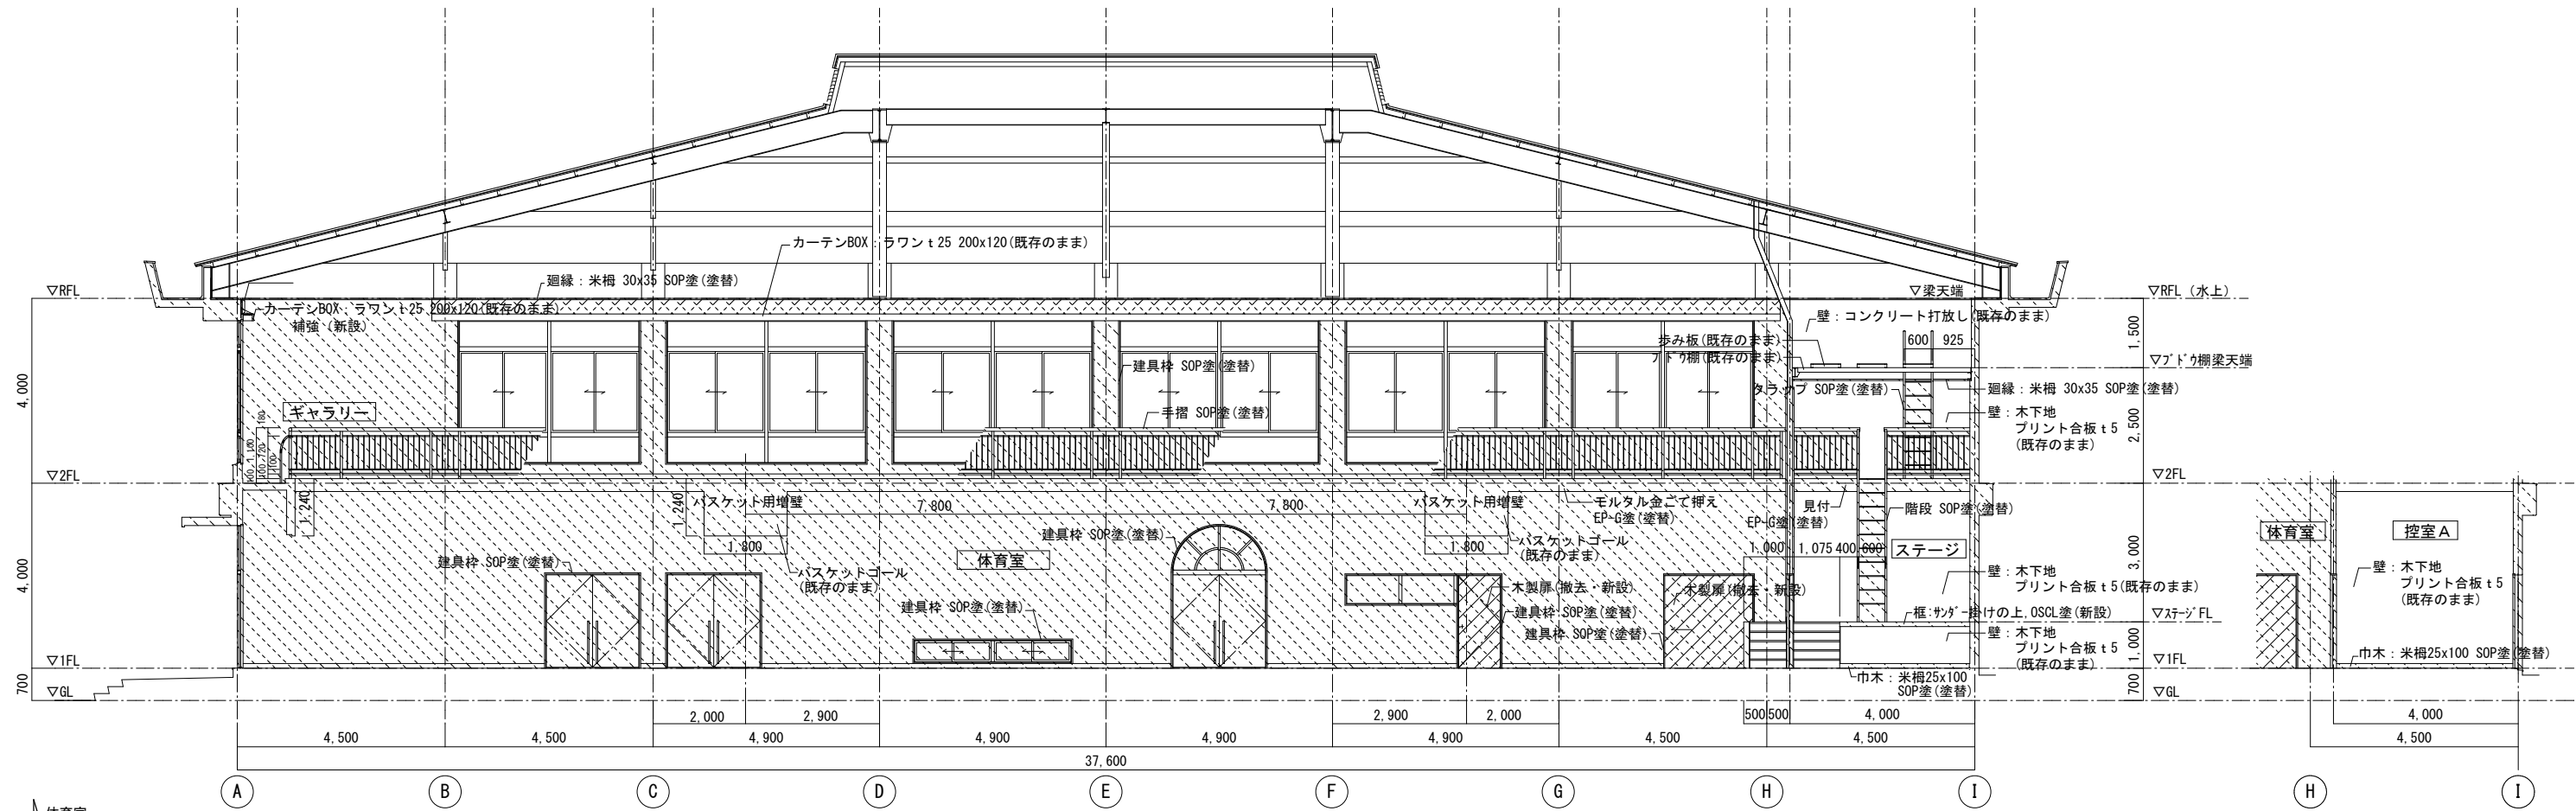 カーテンBOX：ラワンｔ25 200x120(既存のまま)
廻縁：米栂 30x35 SOP塗(塗替)
▽RFL
▽梁天端
▽RFL (水上)
カーテンBOX：ラワンｔ25 200x120(既存のまま)
補強 (新設)
壁：コンクリート打放し(既存のまま)
歩み板(既存のまま)
ブドウ棚(既存のまま)
600
925
1,500
▽ブドウ棚梁天端
建具枠 SOP塗(塗替)
タラップ SOP塗(塗替)
廻縁：米栂 30x35 SOP塗(塗替)
4,000
ギャラリー
手摺 SOP塗(塗替)
壁：木下地
プリント合板ｔ5
(既存のまま)
2,500
180
1,100
▽2FL
▽2FL
1,240
1,240
バスケット用増壁
7,800
7,800
バスケット用増壁
モルタル金ごて押え
EP-G塗(塗替)
見付
EP-G塗(塗替)
階段 SOP塗(塗替)
体育室
控室Ａ
建具枠 SOP塗(塗替)
1,800
体育室
建具枠 SOP塗(塗替)
1,800
バスケットゴール
(既存のまま)
1,000
1,075
400
600
ステージ
3,000
4,000
バスケットゴール
(既存のまま)
木製扉(撤去・新設)
木製扉(撤去・新設)
壁：木下地
プリント合板ｔ5(既存のまま)
壁：木下地
プリント合板ｔ5
(既存のまま)
建具枠 SOP塗(塗替)
建具枠 SOP塗(塗替)
建具枠 SOP塗(塗替)
框:サンダー掛けの上,OSCL塗(新設)
▽ステージFL
壁：木下地
プリント合板ｔ5
(既存のまま)
1,000
▽1FL
▽1FL
巾木：米栂25x100 SOP塗(塗替)
巾木：米栂25x100
SOP塗(塗替)
700
▽GL
700
▽GL
2,000
2,900
2,900
2,000
500
500
4,000
4,000
4,500
4,500
4,900
4,900
4,900
4,900
4,500
4,500
4,500
37,600
A
B
C
D
E
F
G
H
I
H
I
体育室